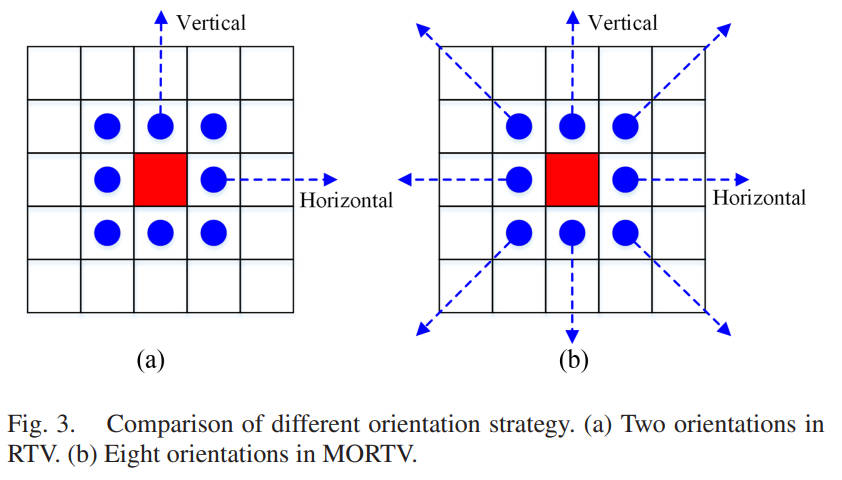 Vertical
Vertical
Horizontal
Horizontal
(a)
(b)
Fig. 3. Comparison of different orientation strategy. (a) Two orientations in
RTV. (b) Eight orientations in MORTV.